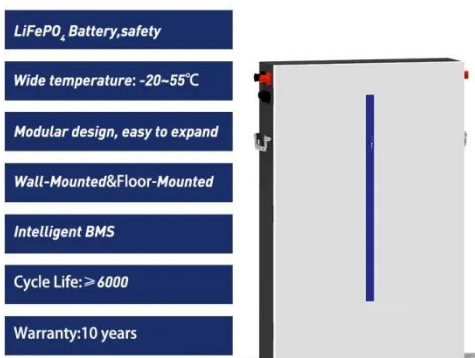 LiFePO₄ Battery,safety
Wide temperature: -20~55℃
Modular design, easy to expand
Wall-Mounted&Floor-Mounted
Intelligent BMS
Cycle Life:≥6000
Warranty:10 years